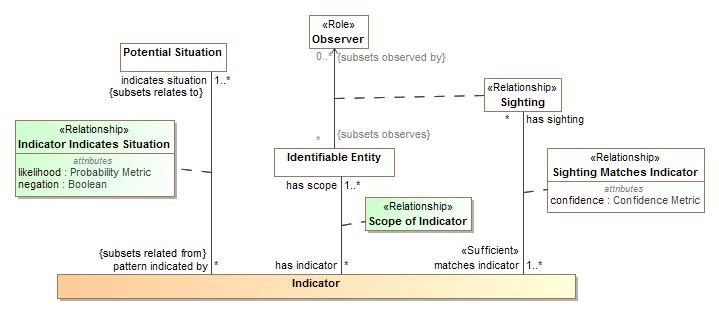 «Role»
Observer
Potential Situation
indicates situation 1..*
{subsets relates to}
0..* {subsets observed by}
«Relationship»
Sighting
* has sighting
«Relationship»
Indicator Indicates Situation
attributes
likelihood : Probability Metric
negation : Boolean
* {subsets observes}
Identifiable Entity
has scope 1..*
«Relationship»
Sighting Matches Indicator
attributes
confidence : Confidence Metric
«Relationship»
Scope of Indicator
{subsets related from}
pattern indicated by *
has indicator *
«Sufficient»
matches indicator 1..*
Indicator